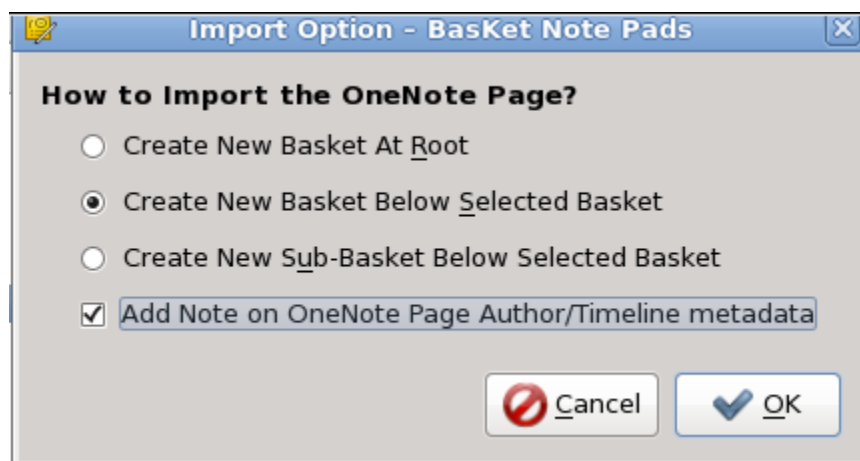 Import Option – BasKet Note Pads
How to Import the OneNote Page?
Create New Basket At Root
Create New Basket Below Selected Basket
Create New Sub-Basket Below Selected Basket
Add Note on OneNote Page Author/Timeline metadata
Cancel OK